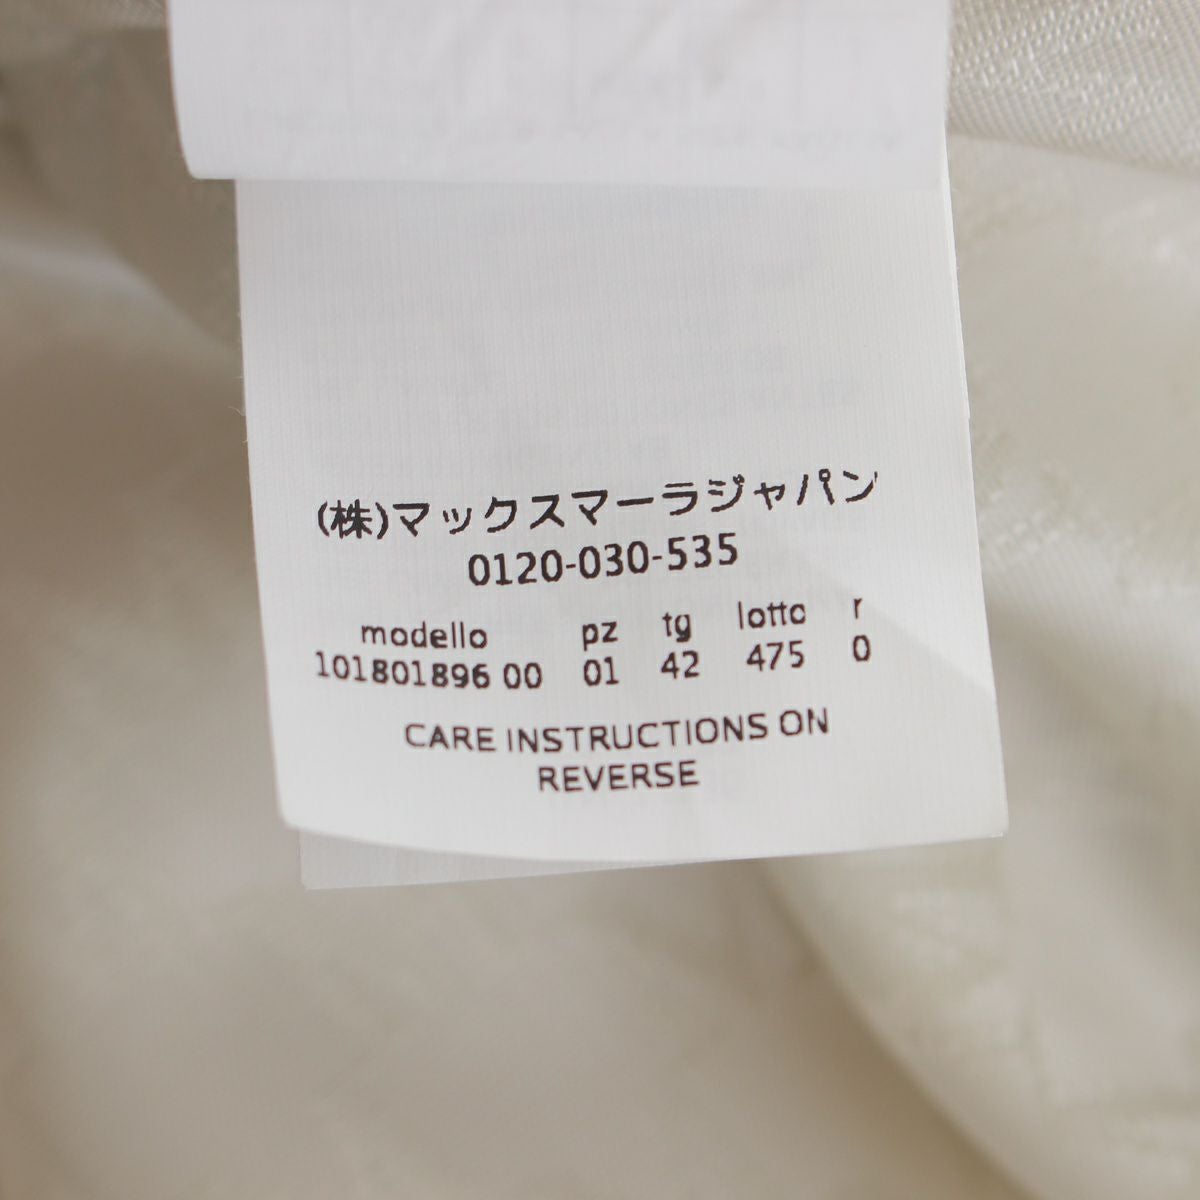 (株)マックスマーラジャパン
0120-030-535
modello pz tg lotto r
101801896 00 01 42 475 0
CARE INSTRUCTIONS ON
REVERSE